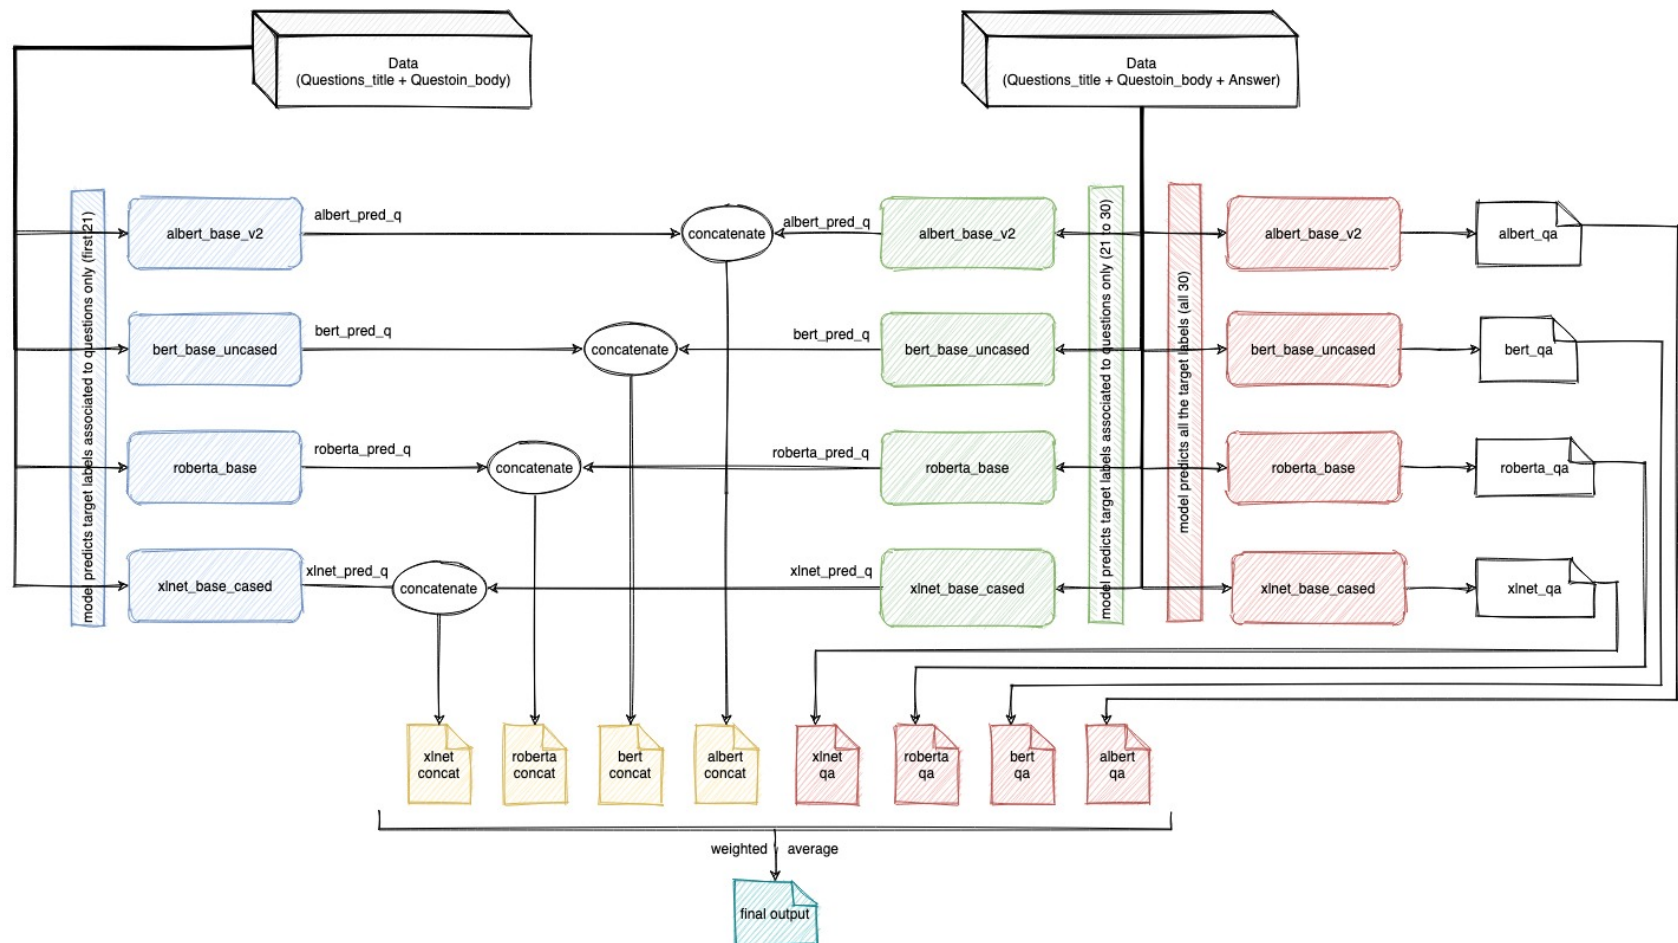 Data
(Questions_title + Questoin_body)
Data
(Questions_title + Questoin_body + Answer)
model predicts target labels associated to questions only (first 21)
albert_base_v2
albert_pred_q
concatenate
albert_pred_q
albert_base_v2
model predicts target labels associated to questions only (21 to 30)
model predicts all the target labels (all 30)
albert_base_v2
albert_qa
bert_base_uncased
bert_pred_q
concatenate
bert_pred_q
bert_base_uncased
bert_base_uncased
bert_qa
roberta_base
roberta_pred_q
concatenate
roberta_pred_q
roberta_base
roberta_base
roberta_qa
xlnet_base_cased
xlnet_pred_q
concatenate
xlnet_pred_q
xlnet_base_cased
xlnet_base_cased
xlnet_qa
xlnet
concat
roberta
concat
bert
concat
albert
concat
xlnet
qa
roberta
qa
bert
qa
albert
qa
weighted average
final output